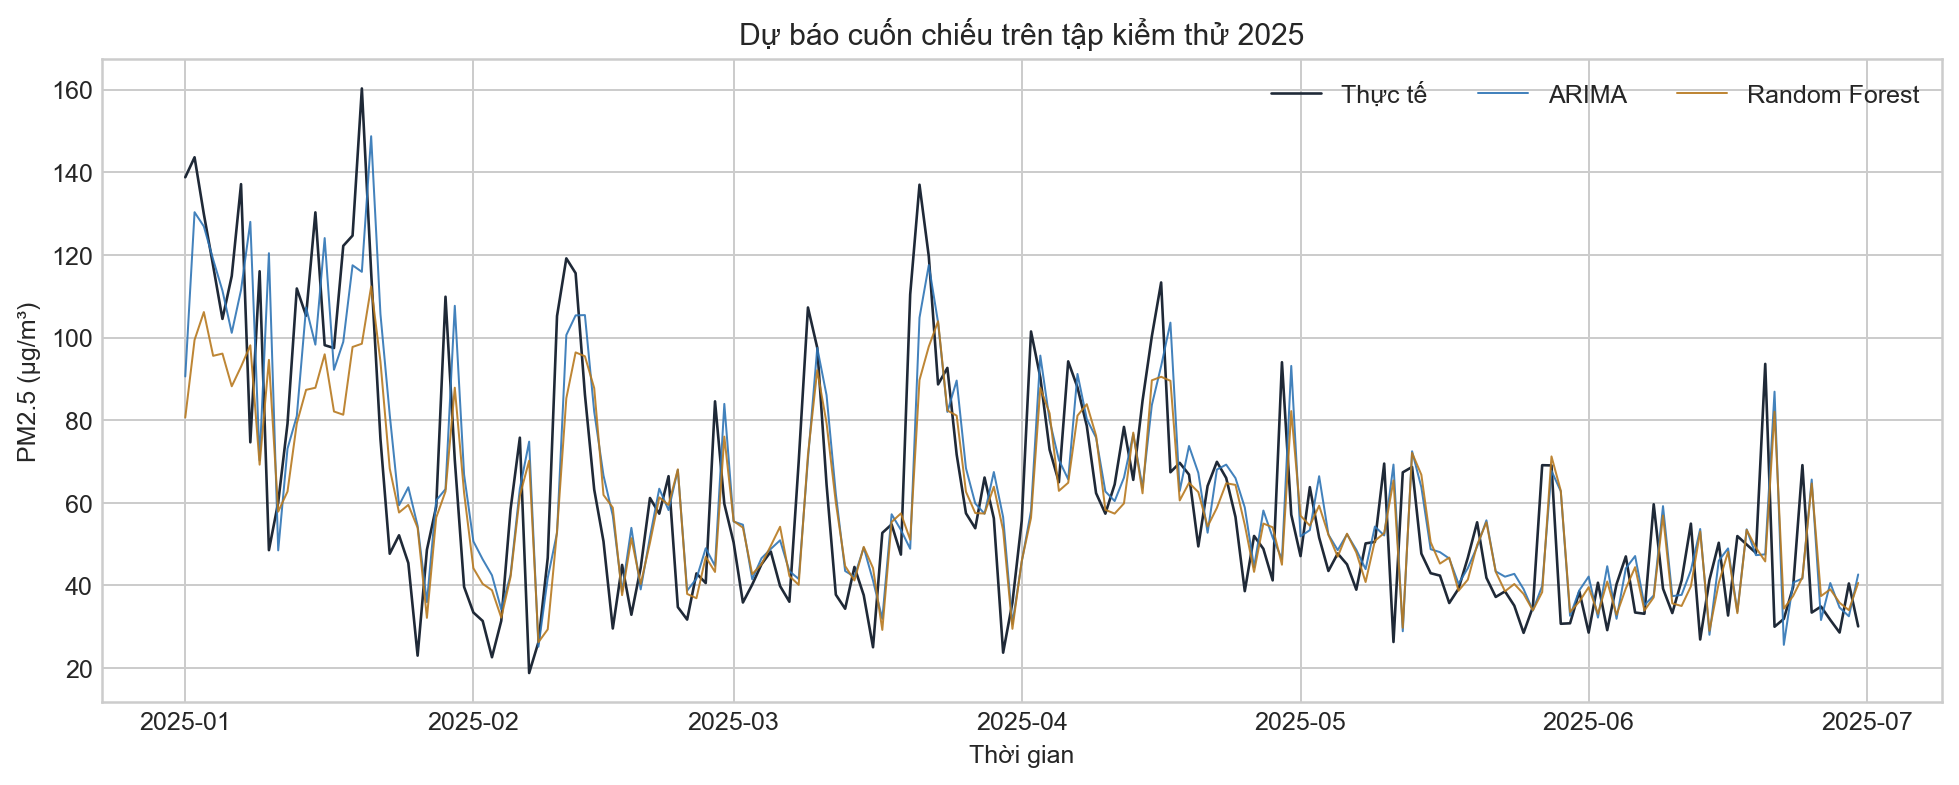 Dự báo cuốn chiếu trên tập kiểm thử 2025
Thực tế ARIMA Random Forest
PM2.5 (µg/m³)
160
140
120
100
80
60
40
20
2025-01 2025-02 2025-03 2025-04 2025-05 2025-06 2025-07
Thời gian